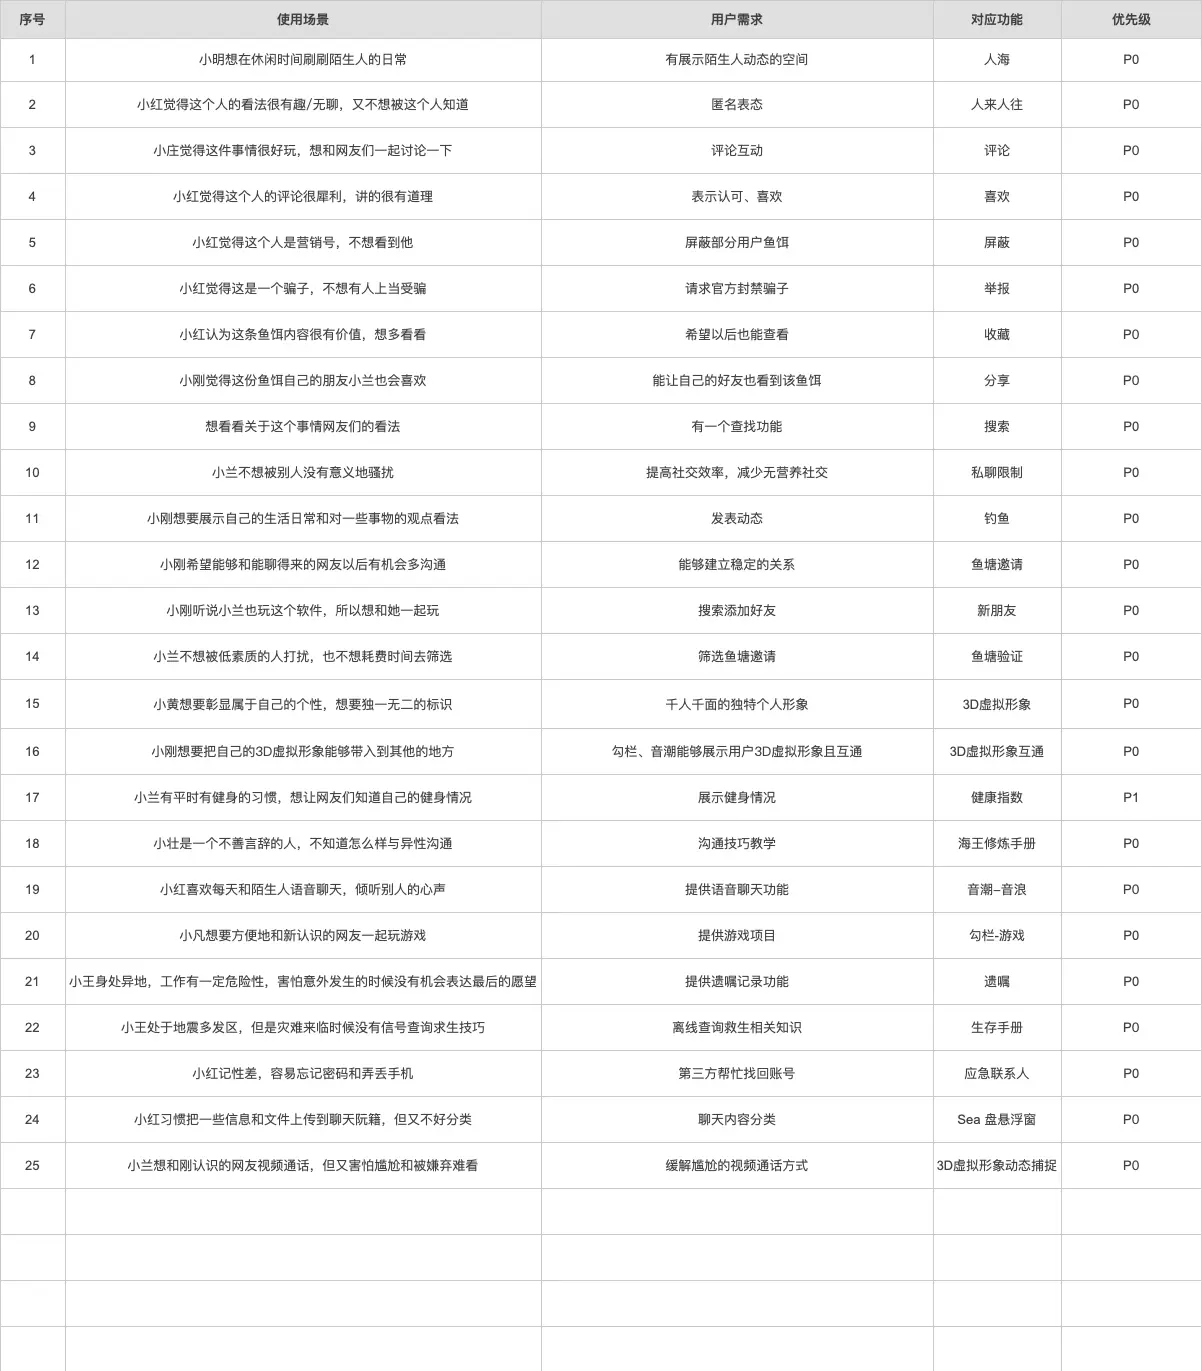 序号 使用场景 用户需求 对应功能 优先级
1 小明想在休闲时间刷刷陌生人的日常 有展示陌生人动态的空间 人海 P0
2 小红觉得这个人的看法很有趣/无聊，又不想被这个人知道 匿名表态 人来人往 P0
3 小庄觉得这件事情很好玩，想和网友们一起讨论一下 评论互动 评论 P0
4 小红觉得这个人的评论很犀利，讲的很有道理 表示认可、喜欢 喜欢 P0
5 小红觉得这个人是营销号，不想看到他 屏蔽部分用户鱼饵 屏蔽 P0
6 小红觉得这是一个骗子，不想有人上当受骗 请求官方封禁骗子 举报 P0
7 小红认为这条鱼饵内容很有价值，想多看看 希望以后也能查看 收藏 P0
8 小刚觉得这份鱼饵自己的朋友小兰也会喜欢 能让自己的好友也看到该鱼饵 分享 P0
9 想看看关于这个事情网友们的看法 有一个查找功能 搜索 P0
10 小兰不想被别人没有意义地骚扰 提高社交效率，减少无营养社交 私聊限制 P0
11 小刚想要展示自己的生活日常和对一些事物的观点看法 发表动态 钓鱼 P0
12 小刚希望能够和能聊得来的网友以后有机会多沟通 能够建立稳定的关系 鱼塘邀请 P0
13 小刚听说小兰也玩这个软件，所以想和她一起玩 搜索添加好友 新朋友 P0
14 小兰不想被低素质的人打扰，也不想耗费时间去筛选 筛选鱼塘邀请 鱼塘验证 P0
15 小黄想要彰显属于自己的个性，想要独一无二的标识 千人千面的独特个人形象 3D虚拟形象 P0
16 小刚想要把自己的3D虚拟形象能够带入到其他的地方 勾栏、音潮能够展示用户3D虚拟形象且互通 3D虚拟形象互通 P0
17 小兰有平时有健身的习惯，想让网友们知道自己的健身情况 展示健身情况 健康指数 P1
18 小壮是一个不善言辞的人，不知道怎么样与异性沟通 沟通技巧教学 海王修炼手册 P0
19 小红喜欢每天和陌生人语音聊天，倾听别人的心声 提供语音聊天功能 音潮–音浪 P0
20 小凡想要方便地和新认识的网友一起玩游戏 提供游戏项目 勾栏-游戏 P0
21 小王身处异地，工作有一定危险性，害怕意外发生的时候没有机会表达最后的愿望 提供遗嘱记录功能 遗嘱 P0
22 小王处于地震多发区，但是灾难来临时候没有信号查询求生技巧 离线查询救生相关知识 生存手册 P0
23 小红记性差，容易忘记密码和弄丢手机 第三方帮忙找回账号 应急联系人 P0
24 小红习惯把一些信息和文件上传到聊天阮籍，但又不好分类 聊天内容分类 Sea 盘悬浮窗 P0
25 小兰想和刚认识的网友视频通话，但又害怕尴尬和被嫌弃难看 缓解尴尬的视频通话方式 3D虚拟形象动态捕捉 P0